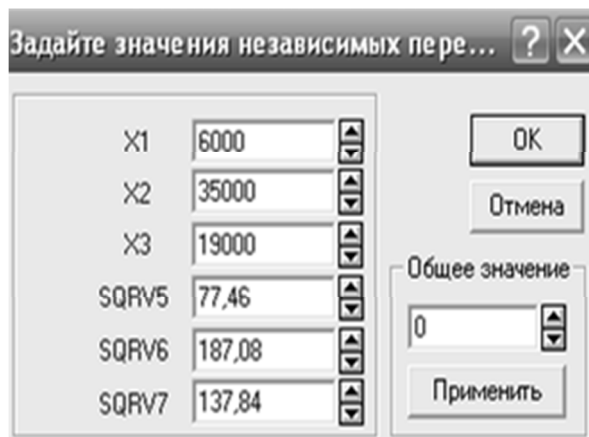 Задайте значения независимых пере... ? X
X1 6000
X2 35000
X3 19000
SQRV5 77,46
SQRV6 187,08
SQRV7 137,84
OK
Отмена
Общее значение
0
Применить